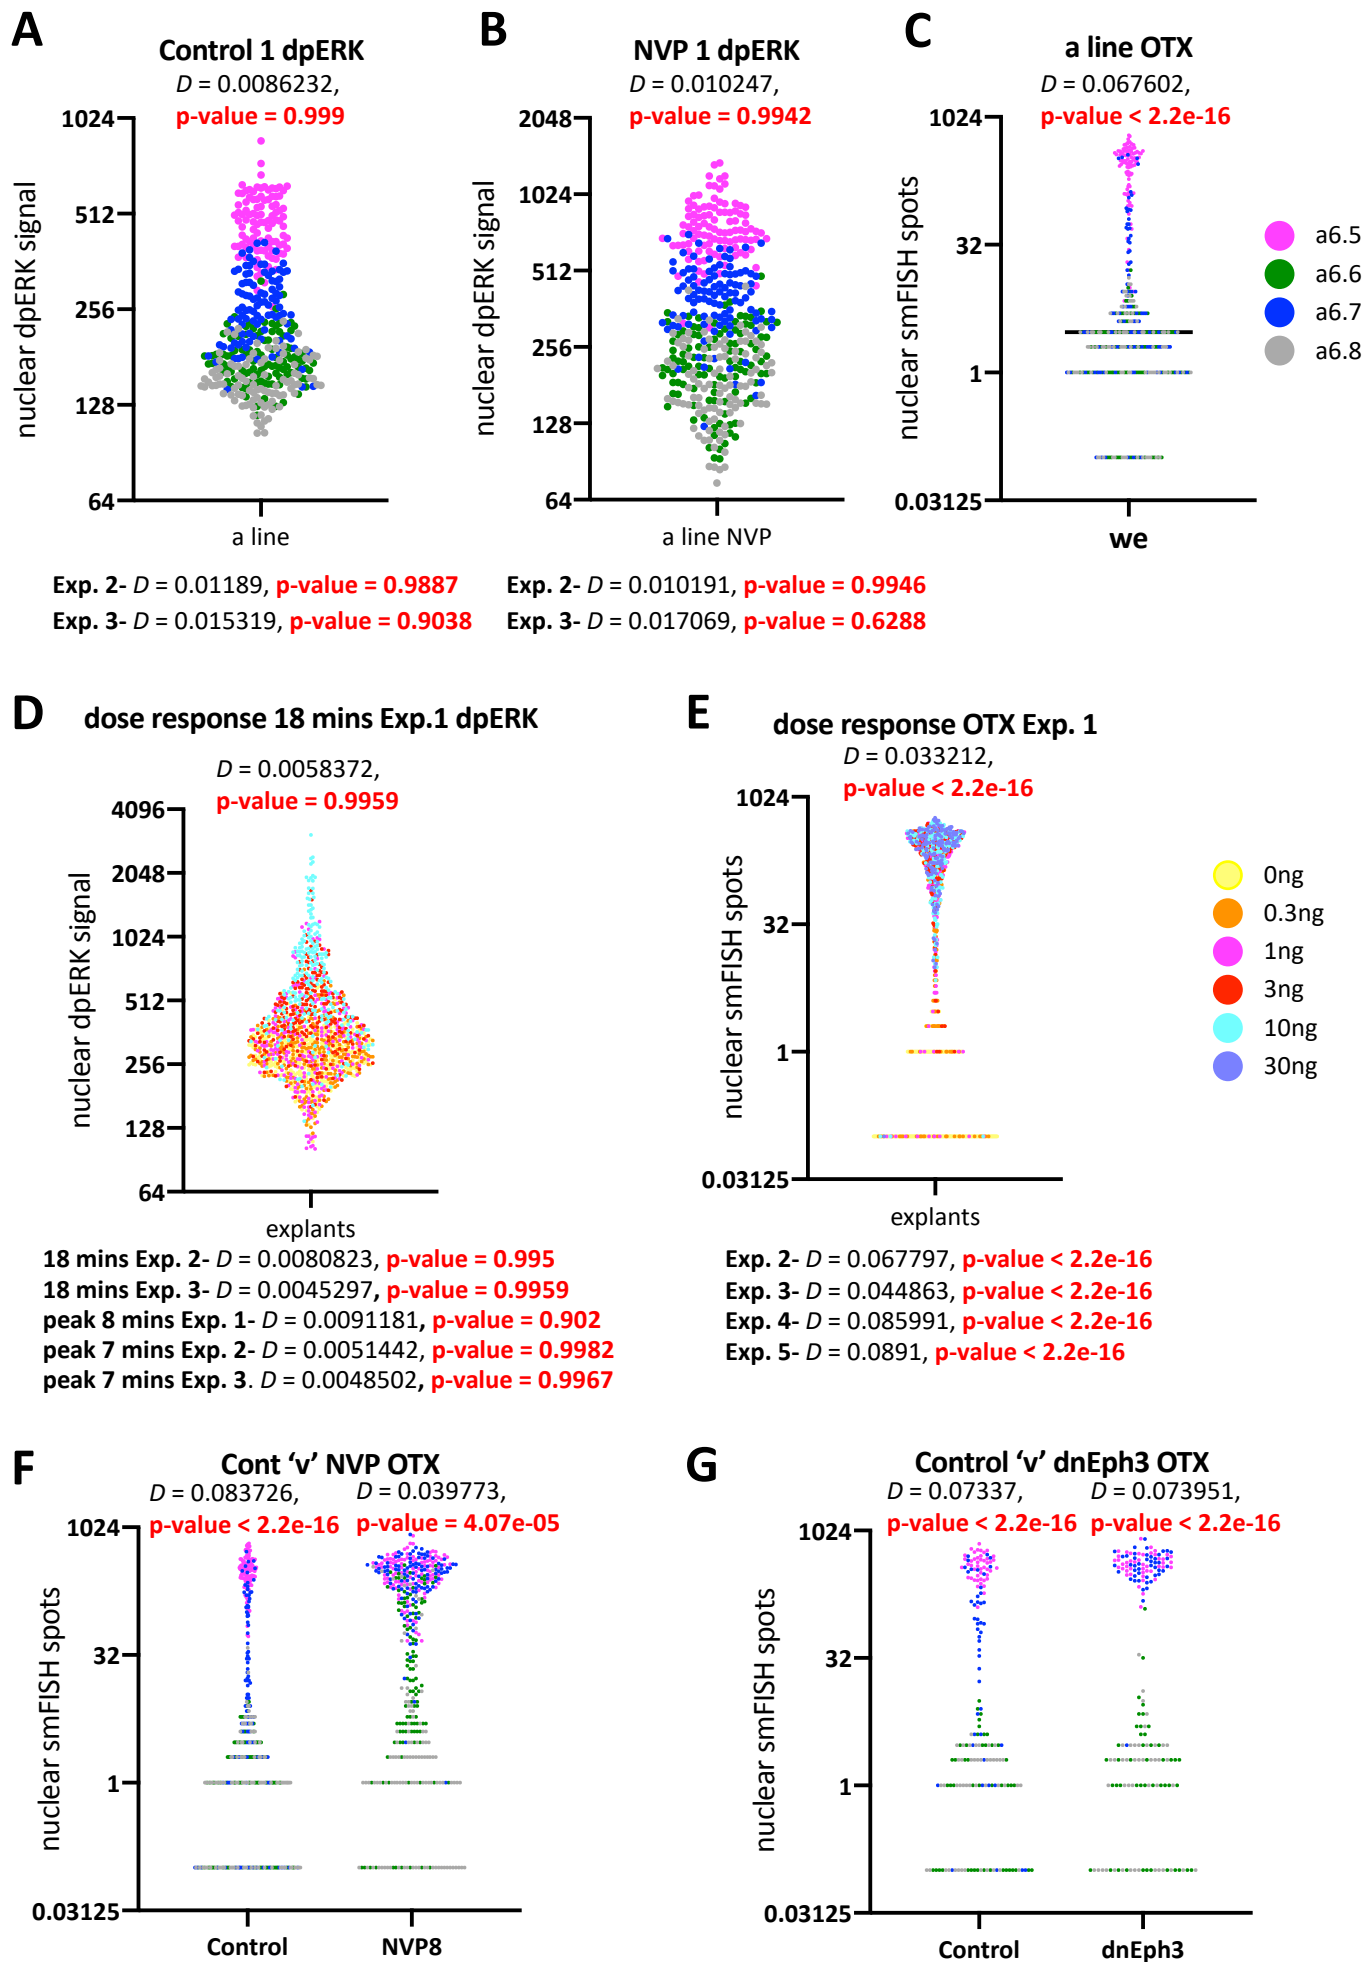 A
Control 1 dpERK
D = 0.0086232,
p-value = 0.999
1024
512
256
128
64
nuclear dpERK signal
a line
Exp. 2- D = 0.01189, p-value = 0.9887
Exp. 3- D = 0.015319, p-value = 0.9038
B
NVP 1 dpERK
D = 0.010247,
p-value = 0.9942
2048
1024
512
256
128
64
nuclear dpERK signal
a line NVP
Exp. 2- D = 0.010191, p-value = 0.9946
Exp. 3- D = 0.017069, p-value = 0.6288
C
a line OTX
D = 0.067602,
p-value < 2.2e-16
1024
32
1
0.03125
nuclear smFISH spots
we
a6.5
a6.6
a6.7
a6.8
D
dose response 18 mins Exp.1 dpERK
D = 0.0058372,
p-value = 0.9959
4096
2048
1024
512
256
128
64
nuclear dpERK signal
explants
18 mins Exp. 2- D = 0.0080823, p-value = 0.995
18 mins Exp. 3- D = 0.0045297, p-value = 0.9959
peak 8 mins Exp. 1- D = 0.0091181, p-value = 0.902
peak 7 mins Exp. 2- D = 0.0051442, p-value = 0.9982
peak 7 mins Exp. 3. D = 0.0048502, p-value = 0.9967
E
dose response OTX Exp. 1
D = 0.033212,
p-value < 2.2e-16
1024
32
1
0.03125
nuclear smFISH spots
explants
Exp. 2- D = 0.067797, p-value < 2.2e-16
Exp. 3- D = 0.044863, p-value < 2.2e-16
Exp. 4- D = 0.085991, p-value < 2.2e-16
Exp. 5- D = 0.0891, p-value < 2.2e-16
0ng
0.3ng
1ng
3ng
10ng
30ng
F
Cont ‘v’ NVP OTX
D = 0.083726,
p-value < 2.2e-16
D = 0.039773,
p-value = 4.07e-05
1024
32
1
0.03125
nuclear smFISH spots
Control
NVP8
G
Control ‘v’ dnEph3 OTX
D = 0.07337,
p-value < 2.2e-16
D = 0.073951,
p-value < 2.2e-16
1024
32
1
0.03125
nuclear smFISH spots
Control
dnEph3